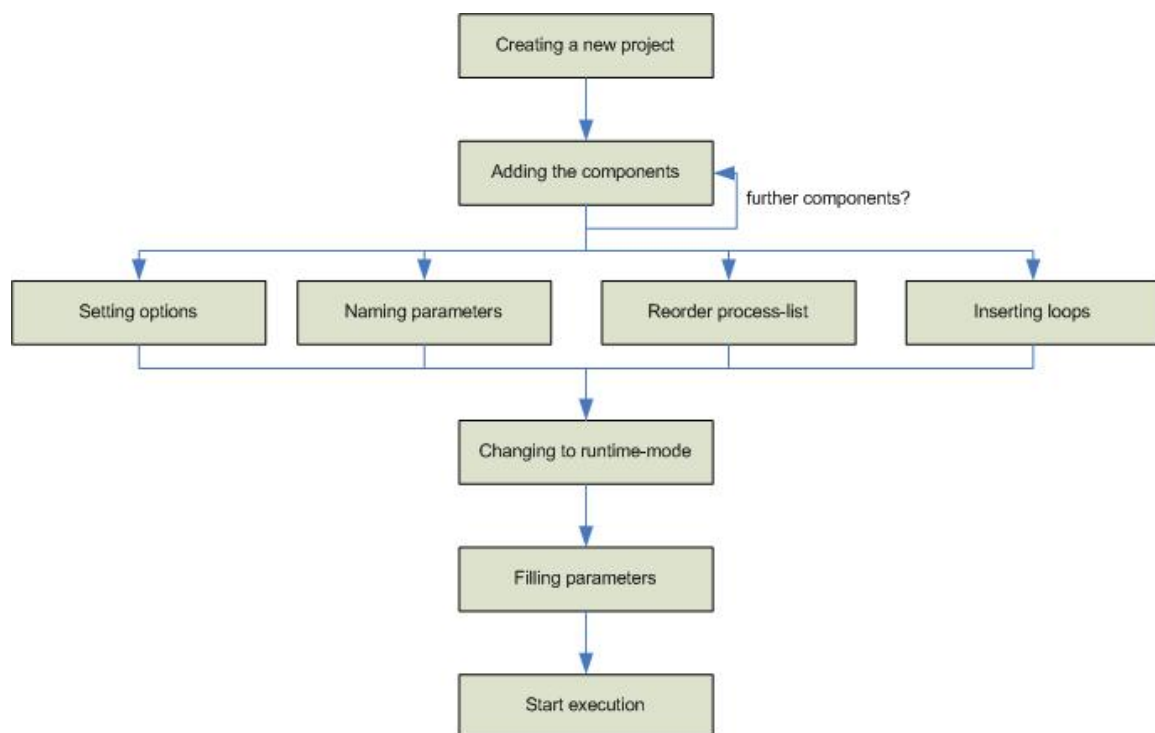 Creating a new project
Adding the components
further components?
Setting options
Naming parameters
Reorder process-list
Inserting loops
Changing to runtime-mode
Filling parameters
Start execution